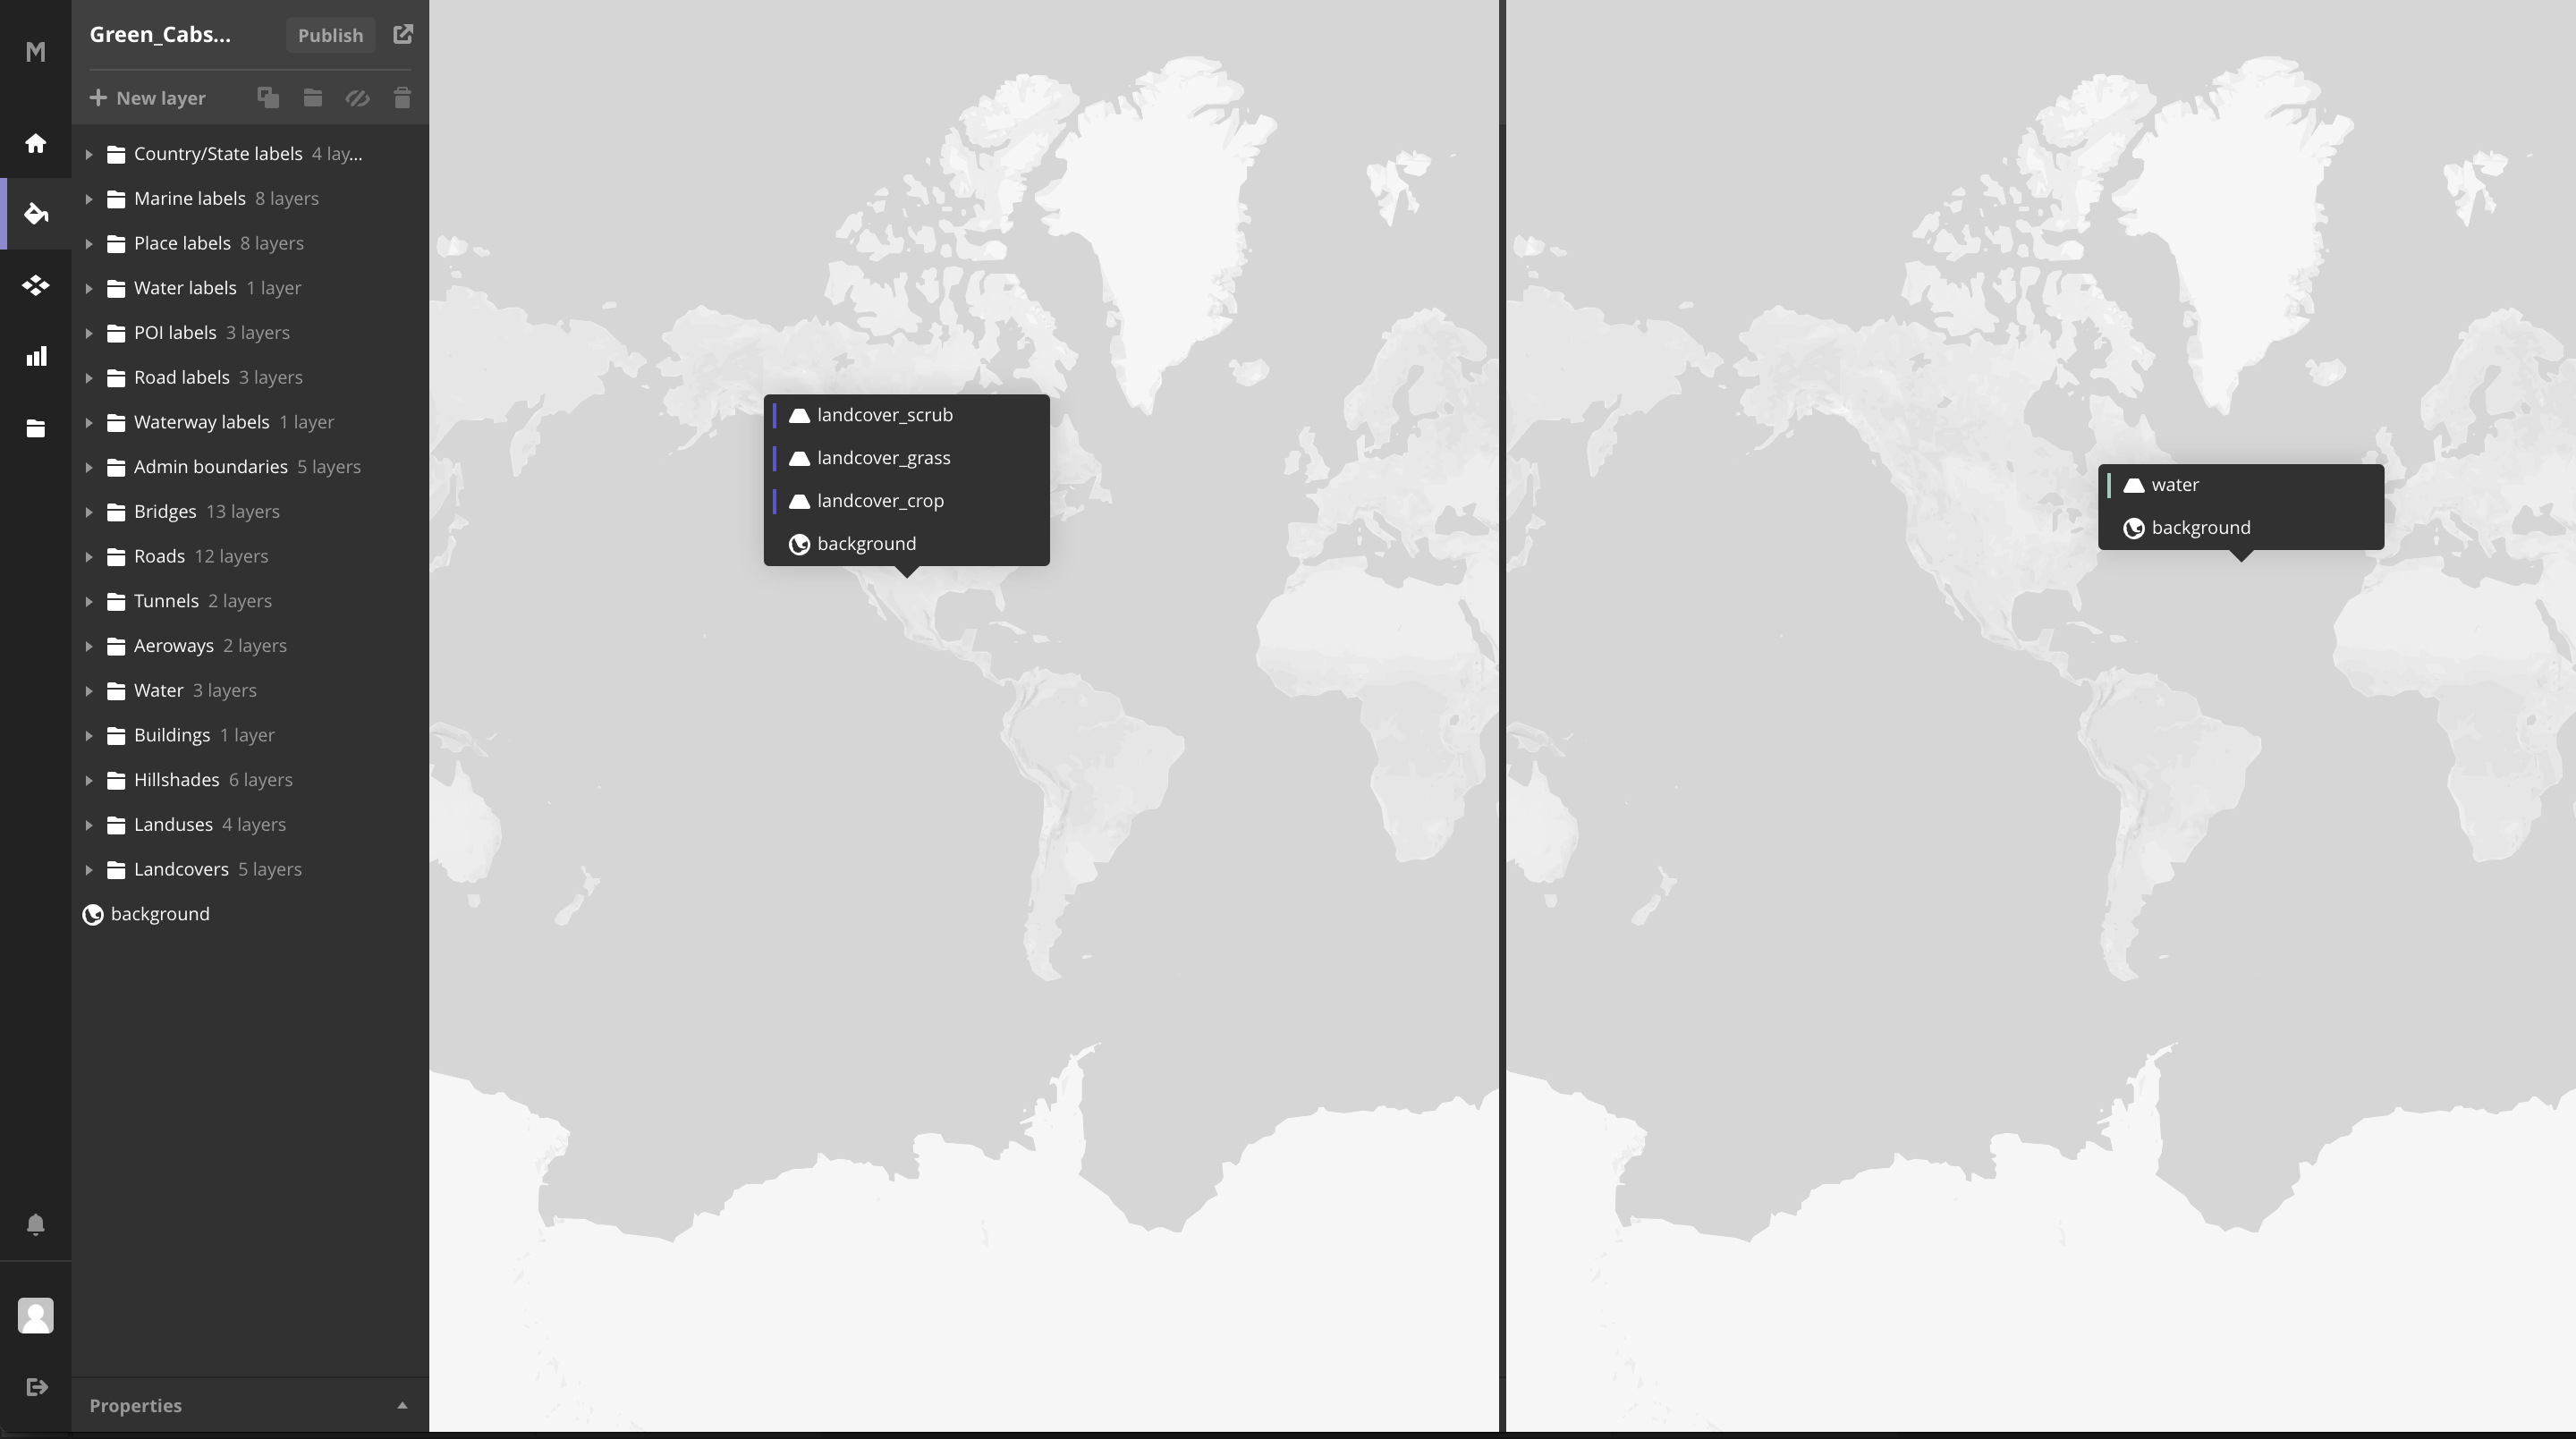 M
Green_Cabs...
Publish
New layer
Country/State labels 4 lay...
Marine labels 8 layers
Place labels 8 layers
Water labels 1 layer
POI labels 3 layers
Road labels 3 layers
Waterway labels 1 layer
Admin boundaries 5 layers
Bridges 13 layers
Roads 12 layers
Tunnels 2 layers
Aeroways 2 layers
Water 3 layers
Buildings 1 layer
Hillshades 6 layers
Landuses 4 layers
Landcovers 5 layers
background
Properties
landcover_scrub
landcover_grass
landcover_crop
background
water
background